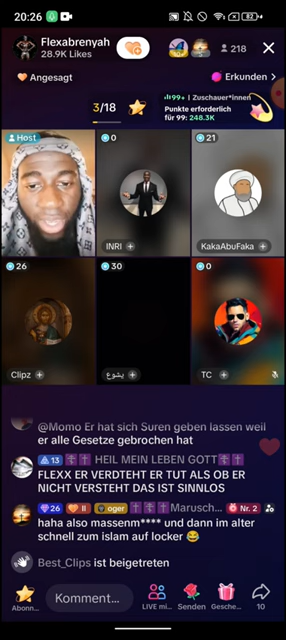 20:26
82
Flexabrenyah
28.9K Likes
218
Angesagt
Erkunden >
3/18
99+ | Zuschauer*innen
Punkte erforderlich
für 99: 248.3K
Host
0
21
INRI +
KakaAbuFaka +
26
30
0
Clipz +
يشوع +
TC +
@Momo Er hat sich Suren geben lassen weil
er alle Gesetze gebrochen hat
13 HEIL MEIN LEBEN GOTT
FLEXX ER VERDTEHT ER TUT ALS OB ER
NICHT VERSTEHT DAS IST SINNLOS
26 II oger Marusch... Nr. 2
haha also massenm**** und dann im alter
schnell zum islam auf locker 😂
Best_Clips ist beigetreten
Abonn...
Komment...
LIVE mi...
Senden
Gesche...
10